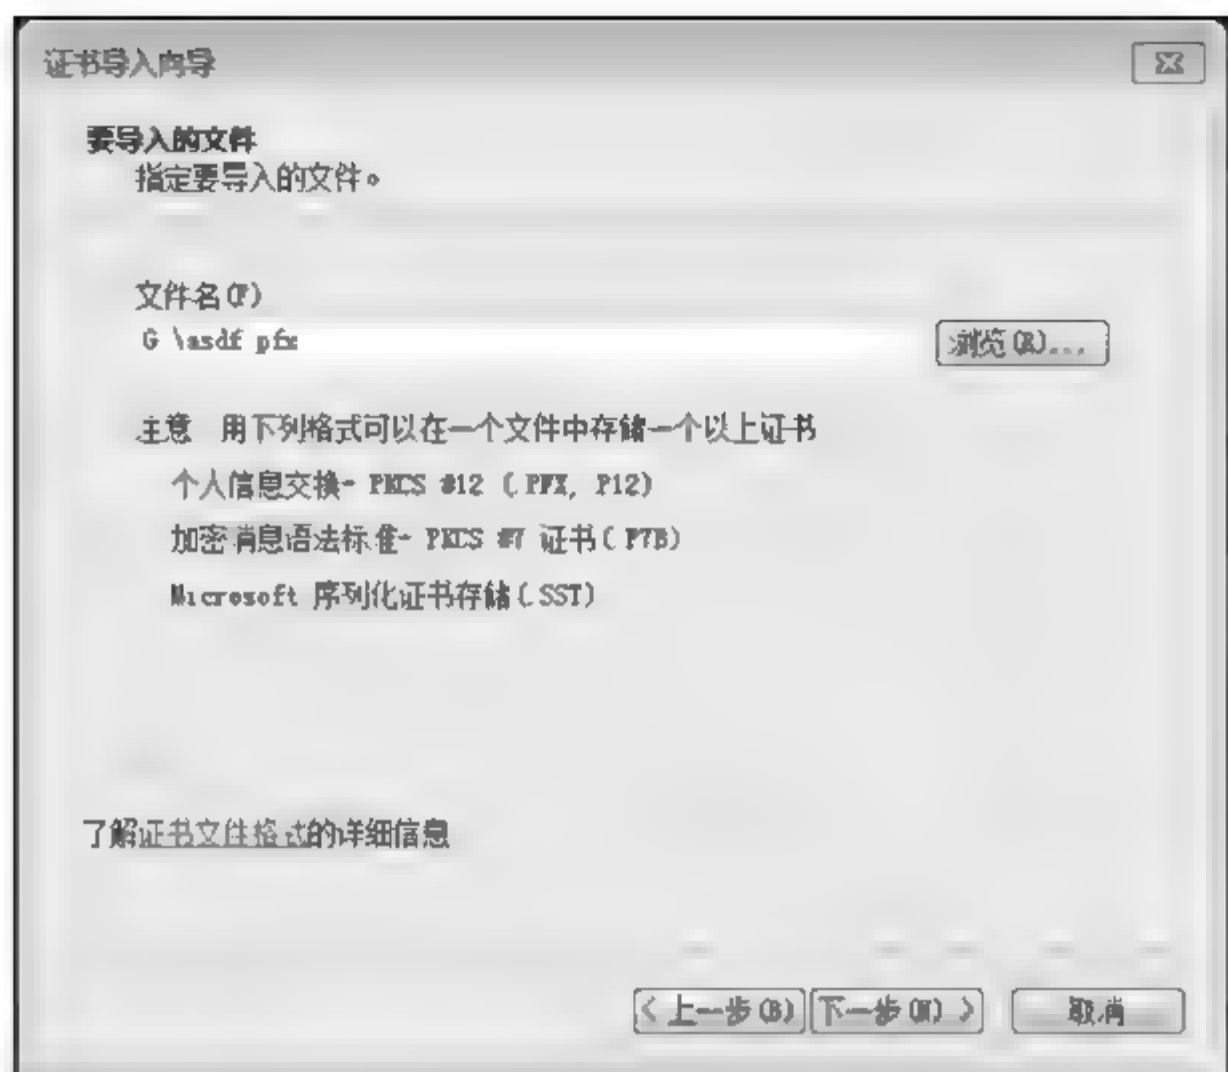 证书导入向导
要导入的文件
指定要导入的文件。
文件名(F)
G \asdf pfx
浏览(R)...
主意 用下列格式可以在一个文件中存储一个以上证书
个人信息交换- PKCS #12 (.PFX, P12)
加密消息语法标准- PKCS #7 证书( P7B)
Microsoft 序列化证书存储(.SST)
了解证书文件格式的详细信息
< 上一步(B) 下一步(N) > 取消